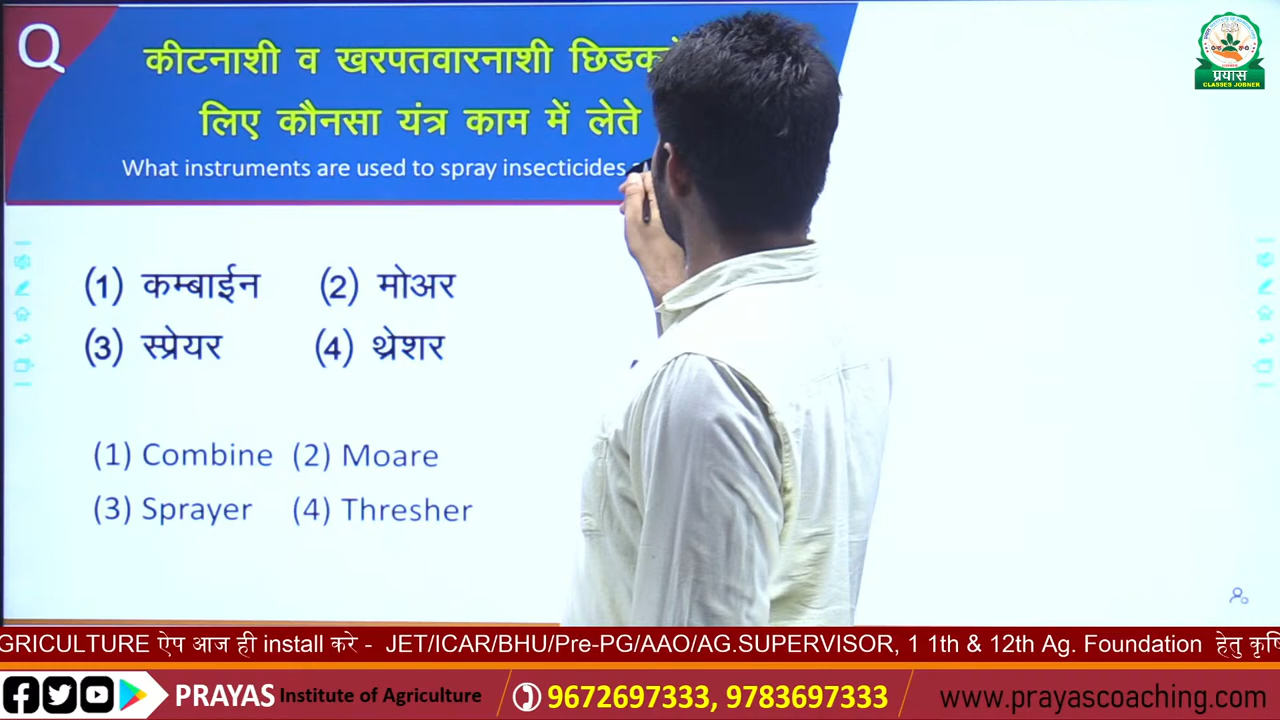 Q
कीटनाशी व खरपतवारनाशी
लिए कौनसा यंत्र काम में लेते
What instruments are used to spray insecticides
(1) कम्बाईन (2) मोअर
(3) स्प्रेयर (4) थ्रेशर
(1) Combine (2) Moare
(3) Sprayer (4) Thresher
प्रयास
CLASSES JOBNER
GRICULTURE ऐप आज ही install करे - JET/ICAR/BHU/Pre-PG/AAO/AG.SUPERVISOR, 1 1th & 12th Ag. Foundation हेतु
PRAYAS Institute of Agriculture
9672697333, 9783697333
www.prayascoaching.com